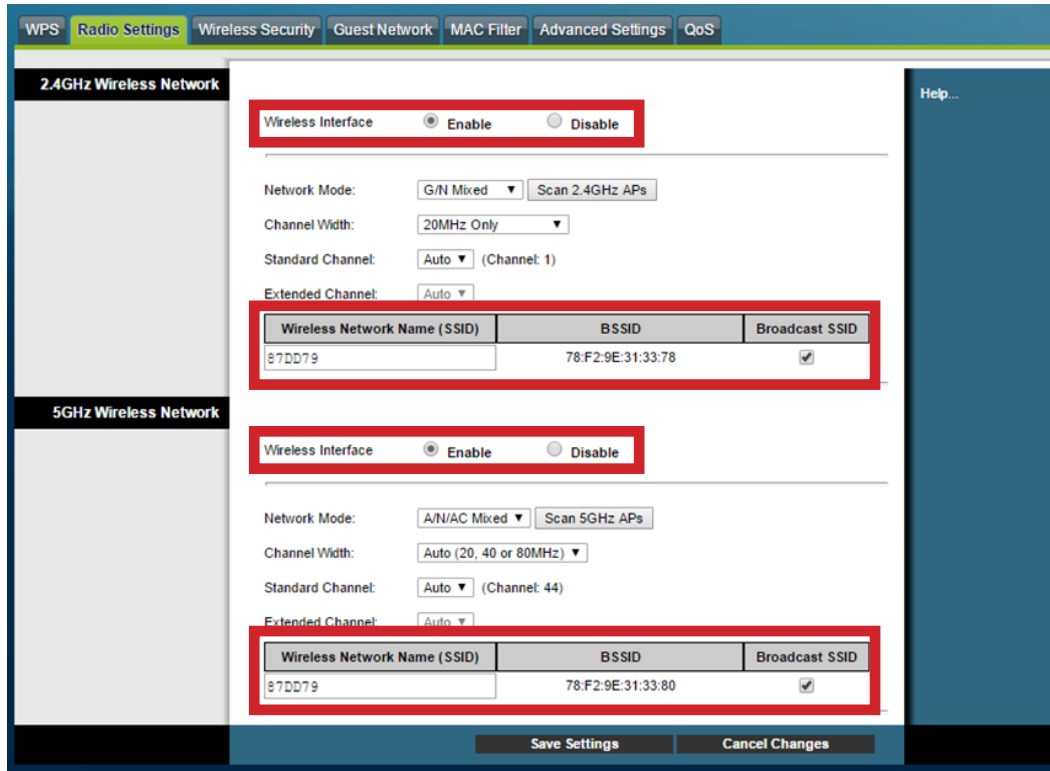 WPS Radio Settings Wireless Security Guest Network MAC Filter Advanced Settings QoS
2.4GHz Wireless Network
Help...
Wireless Interface Enable Disable
Network Mode: G/N Mixed Scan 2.4GHz APs
Channel Width: 20MHz Only
Standard Channel: Auto (Channel: 1)
Extended Channel: Auto
Wireless Network Name (SSID) BSSID Broadcast SSID
87DD79 78:F2:9E:31:33:78
5GHz Wireless Network
Wireless Interface Enable Disable
Network Mode: A/N/AC Mixed Scan 5GHz APs
Channel Width: Auto (20, 40 or 80MHz)
Standard Channel: Auto (Channel: 44)
Extended Channel: Auto
Wireless Network Name (SSID) BSSID Broadcast SSID
87DD79 78:F2:9E:31:33:80
Save Settings Cancel Changes